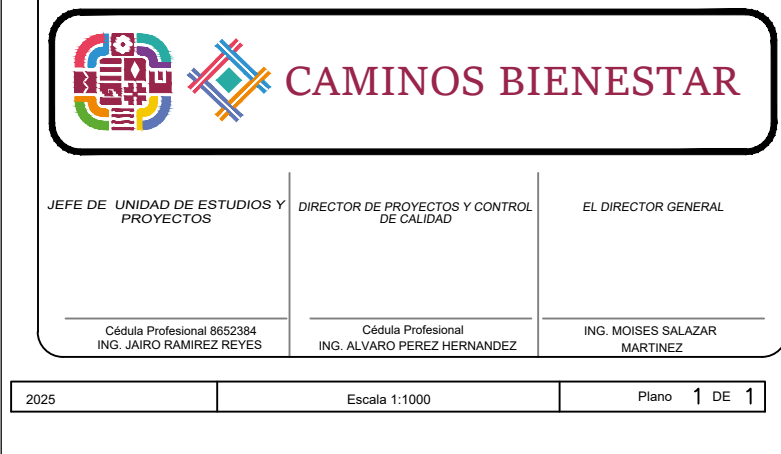 CAMINOS BIENESTAR
JEFE DE UNIDAD DE ESTUDIOS Y
PROYECTOS
DIRECTOR DE PROYECTOS Y CONTROL
DE CALIDAD
EL DIRECTOR GENERAL
Cédula Profesional 8652384
ING. JAIRO RAMIREZ REYES
Cédula Profesional
ING. ALVARO PEREZ HERNANDEZ
ING. MOISES SALAZAR
MARTINEZ
2025
Escala 1:1000
Plano 1 DE 1